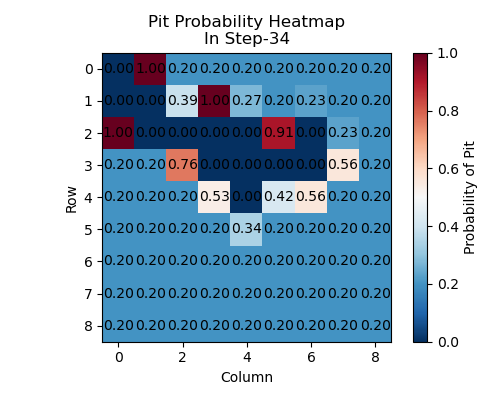 Pit Probability Heatmap
In Step-34
0 0.00 1.00 0.20 0.20 0.20 0.20 0.20 0.20 0.20
1 0.00 0.00 0.39 1.00 0.27 0.20 0.23 0.20 0.20
2 1.00 0.00 0.00 0.00 0.00 0.91 0.00 0.23 0.20
3 0.20 0.20 0.76 0.00 0.00 0.00 0.00 0.56 0.20
4 0.20 0.20 0.20 0.53 0.00 0.42 0.56 0.20 0.20
5 0.20 0.20 0.20 0.20 0.34 0.20 0.20 0.20 0.20
6 0.20 0.20 0.20 0.20 0.20 0.20 0.20 0.20 0.20
7 0.20 0.20 0.20 0.20 0.20 0.20 0.20 0.20 0.20
8 0.20 0.20 0.20 0.20 0.20 0.20 0.20 0.20 0.20
0 2 4 6 8
Column
Row
1.0
0.8
0.6
0.4
0.2
0.0
Probability of Pit